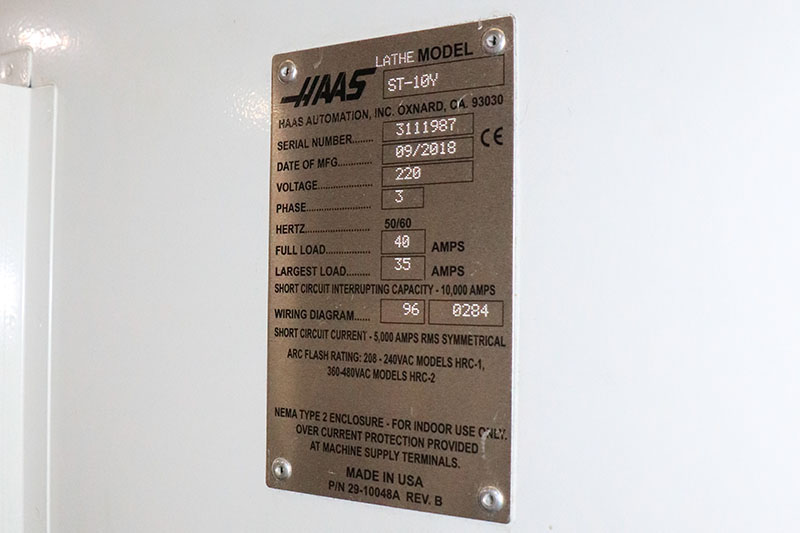 LATHE MODEL
HAAS ST-10Y
HAAS AUTOMATION, INC. OXNARD, CA. 93030
SERIAL NUMBER........ 3111987 CE
DATE OF MFG............ 09/2018
VOLTAGE.................. 220
PHASE...................... 3
HERTZ...................... 50/60
FULL LOAD.............. 40 AMPS
LARGEST LOAD......... 35 AMPS
SHORT CIRCUIT INTERRUPTING CAPACITY - 10,000 AMPS
WIRING DIAGRAM...... 96 0284
SHORT CIRCUIT CURRENT - 5,000 AMPS RMS SYMMETRICAL
ARC FLASH RATING: 208 - 240VAC MODELS HRC-1,
360-480VAC MODELS HRC-2
NEMA TYPE 2 ENCLOSURE - FOR INDOOR USE ONLY.
OVER CURRENT PROTECTION PROVIDED
AT MACHINE SUPPLY TERMINALS.
MADE IN USA
P/N 29-10048A REV. B